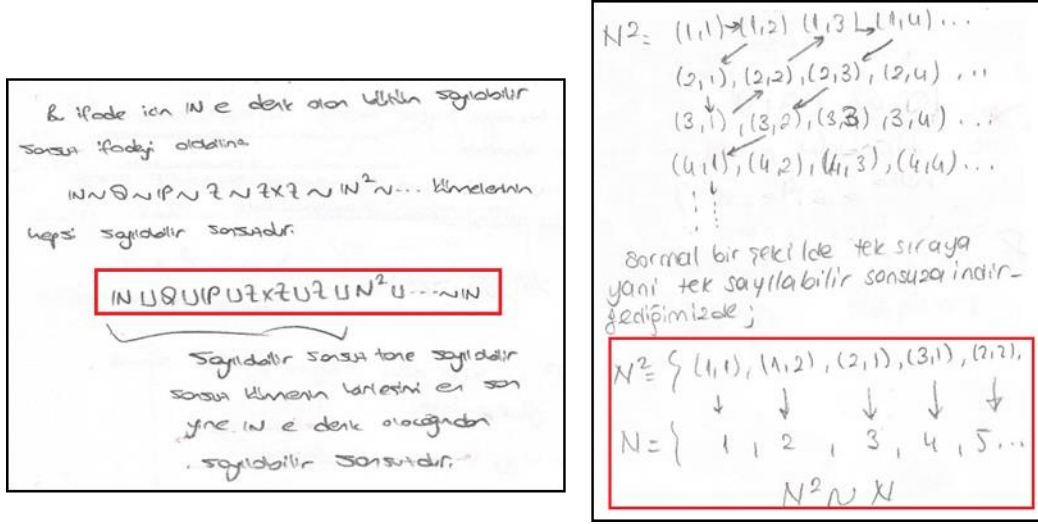 Bu ifade için IN e denk olan bütün sayılabilir
sonsuz ifadeyi olabilir
IN ~ Q ~ IP ~ Z ~ ZXZ ~ IN² ~ ... kümelerinin
hepsi sayılabilir sonsuzdur.
IN U Q U IP U ZXZ U Z U N² U ... ~ IN
sayılabilir sonsuz tane sayılabilir
sonsuz kümenin birleşimi en son
yine IN e denk olacağından
sayılabilir sonsuzdur.
N²= (1,1)→(1,2) (1,3)→(1,4)...
(2,1), (2,2), (2,3), (2,4) , ..
(3,1) , (3,2), (3,3) ,3,4) ...
(4,1), (4,2), (4,3), (4,4)...
sormal bir şekilde tek sıraya
yani tek sayılabilir sonsuza indir-
gediğimizde ;
N²= { (1,1), (1,2) , (2,1), (3,1), (2,2),
N = { 1 , 2 , 3 , 4 , 5...
N² ~ N